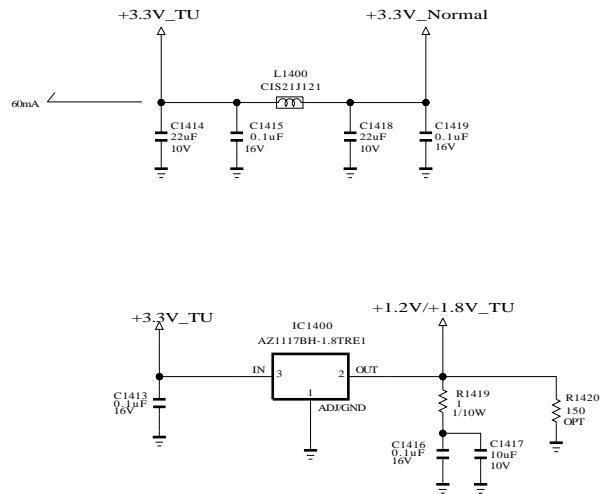 +3.3V_TU
+3.3V_Normal
L1400
CIS21J121
60mA
C1414
22uF
10V
C1415
0.1uF
16V
C1418
22uF
10V
C1419
0.1uF
16V
+3.3V_TU
+1.2V/+1.8V_TU
IC1400
AZ1117BH-1.8TRE1
IN
3
2
OUT
1
ADJ/GND
C1413
0.1uF
16V
R1419
1
1/10W
R1420
150
OPT
C1416
0.1uF
16V
C1417
10uF
10V